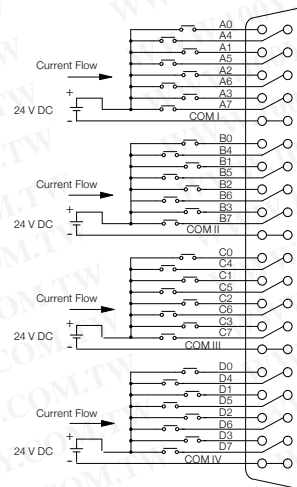 A0
A4
A1
A5
A2
A6
A3
A7
COM I
Current Flow
+
24 V DC
-
B0
B4
B1
B5
B2
B6
B3
B7
COM II
Current Flow
+
24 V DC
-
C0
C4
C1
C5
C2
C6
C3
C7
COM III
Current Flow
+
24 V DC
-
D0
D4
D1
D5
D2
D6
D3
D7
COM IV
Current Flow
+
24 V DC
-